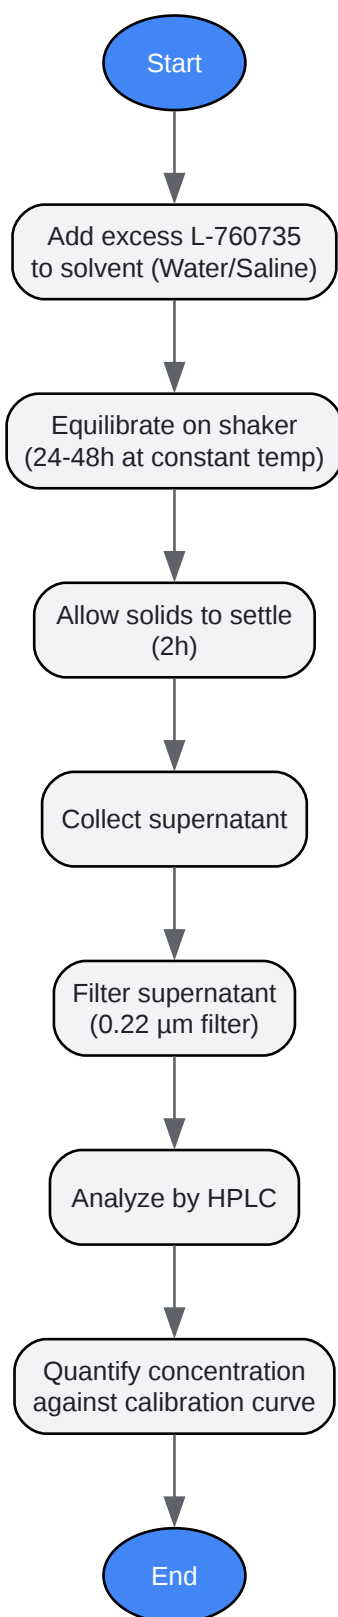 Start
Add excess L-760735
to solvent (Water/Saline)
Equilibrate on shaker
(24-48h at constant temp)
Allow solids to settle
(2h)
Collect supernatant
Filter supernatant
(0.22 µm filter)
Analyze by HPLC
Quantify concentration
against calibration curve
End